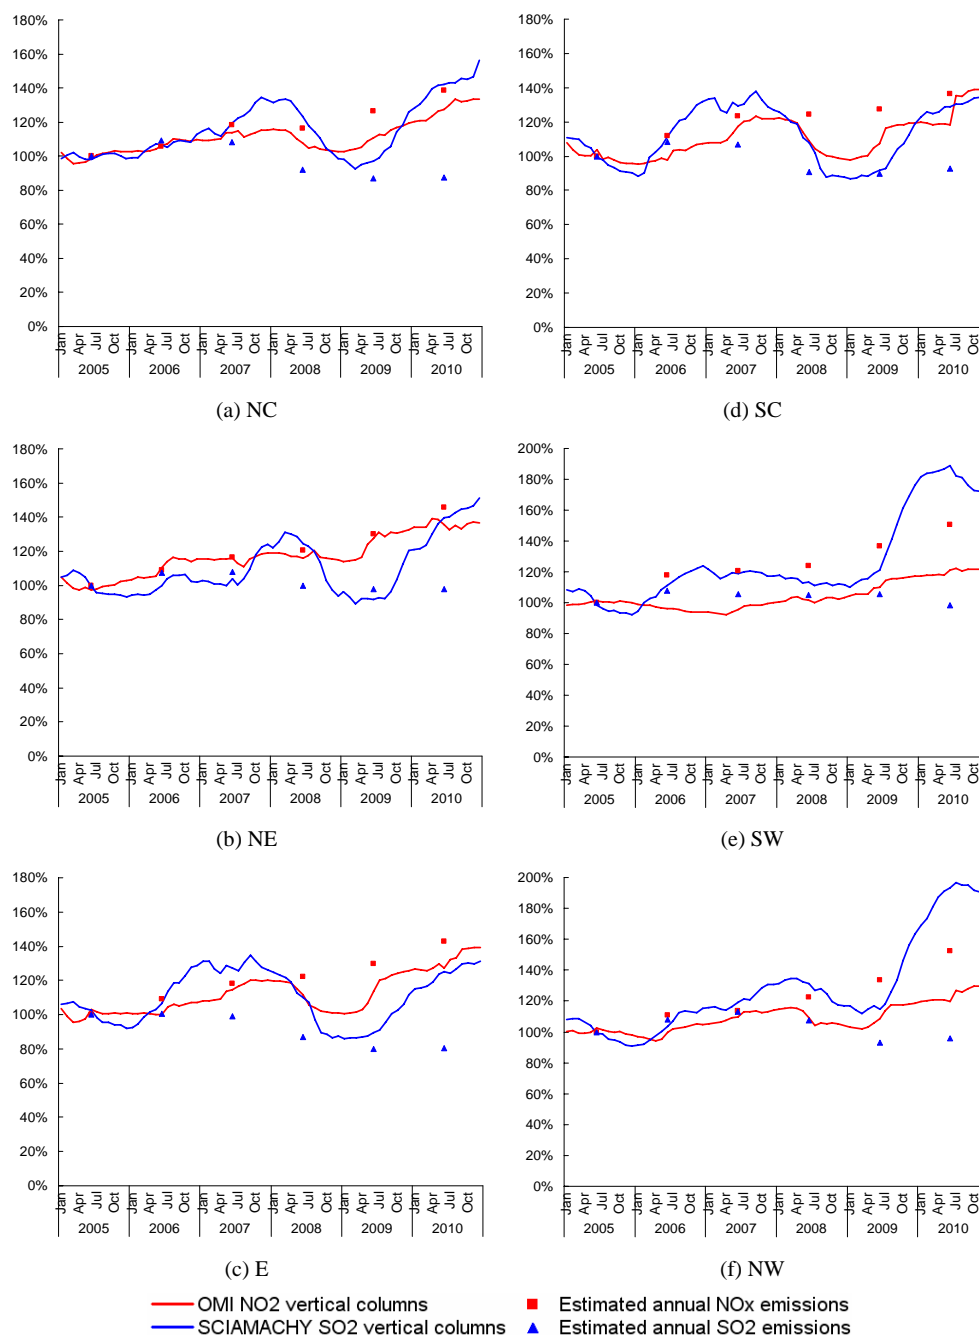 180%
160%
140%
120%
100%
80%
60%
40%
20%
0%
Jan Apr Jul Oct Jan Apr Jul Oct Jan Apr Jul Oct Jan Apr Jul Oct Jan Apr Jul Oct Jan Apr Jul Oct
2005 2006 2007 2008 2009 2010
(a) NC
180%
160%
140%
120%
100%
80%
60%
40%
20%
0%
Jan Apr Jul Oct Jan Apr Jul Oct Jan Apr Jul Oct Jan Apr Jul Oct Jan Apr Jul Oct Jan Apr Jul Oct
2005 2006 2007 2008 2009 2010
(d) SC
180%
160%
140%
120%
100%
80%
60%
40%
20%
0%
Jan Apr Jul Oct Jan Apr Jul Oct Jan Apr Jul Oct Jan Apr Jul Oct Jan Apr Jul Oct Jan Apr Jul Oct
2005 2006 2007 2008 2009 2010
(b) NE
200%
180%
160%
140%
120%
100%
80%
60%
40%
20%
0%
Jan Apr Jul Oct Jan Apr Jul Oct Jan Apr Jul Oct Jan Apr Jul Oct Jan Apr Jul Oct Jan Apr Jul Oct
2005 2006 2007 2008 2009 2010
(e) SW
180%
160%
140%
120%
100%
80%
60%
40%
20%
0%
Jan Apr Jul Oct Jan Apr Jul Oct Jan Apr Jul Oct Jan Apr Jul Oct Jan Apr Jul Oct Jan Apr Jul Oct
2005 2006 2007 2008 2009 2010
(c) E
200%
180%
160%
140%
120%
100%
80%
60%
40%
20%
0%
Jan Apr Jul Oct Jan Apr Jul Oct Jan Apr Jul Oct Jan Apr Jul Oct Jan Apr Jul Oct Jan Apr Jul Oct
2005 2006 2007 2008 2009 2010
(f) NW
OMI NO2 vertical columns
Estimated annual NOx emissions
SCIAMACHY SO2 vertical columns
Estimated annual SO2 emissions